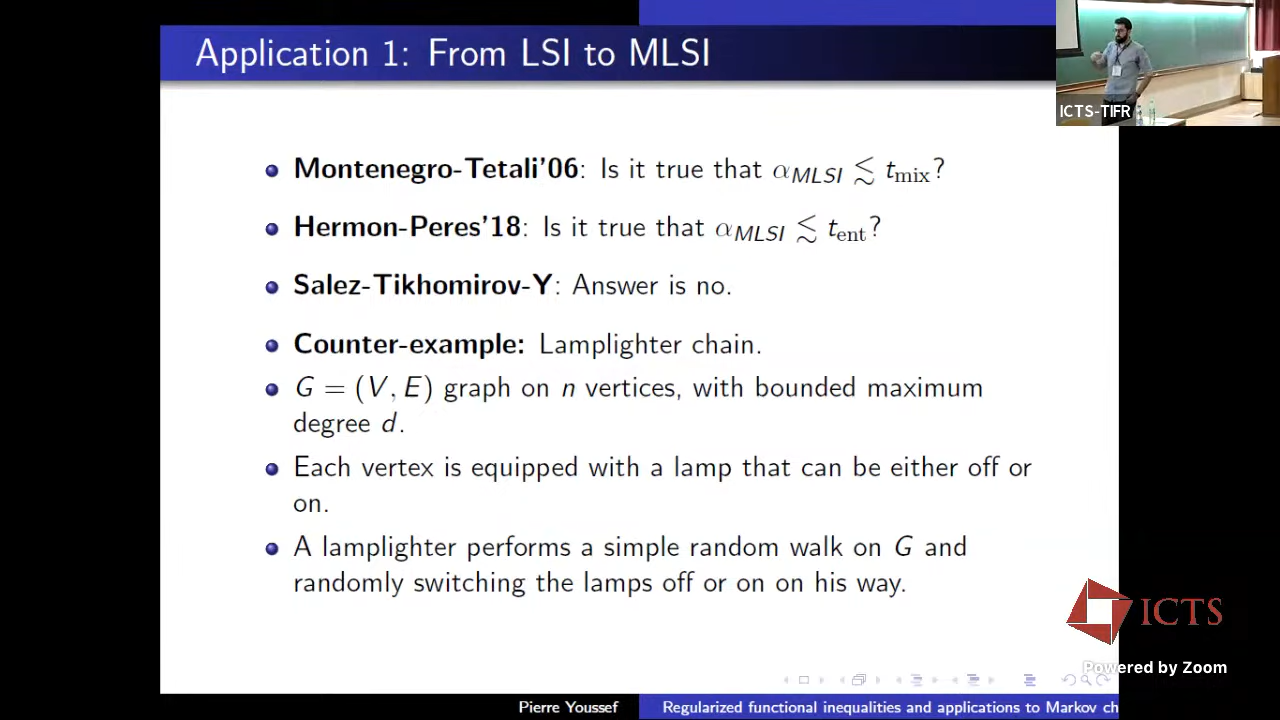 Application 1: From LSI to MLSI
ICTS-TIFR
Montenegro-Tetali'06: Is it true that α_MLSI ≲ t_mix?
Hermon-Peres'18: Is it true that α_MLSI ≲ t_ent?
Salez-Tikhomirov-Y: Answer is no.
Counter-example: Lamplighter chain.
G = (V, E) graph on n vertices, with bounded maximum
degree d.
Each vertex is equipped with a lamp that can be either off or
on.
A lamplighter performs a simple random walk on G and
randomly switching the lamps off or on on his way.
ICTS
Powered by Zoom
Pierre Youssef
Regularized functional inequalities and applications to Markov ch